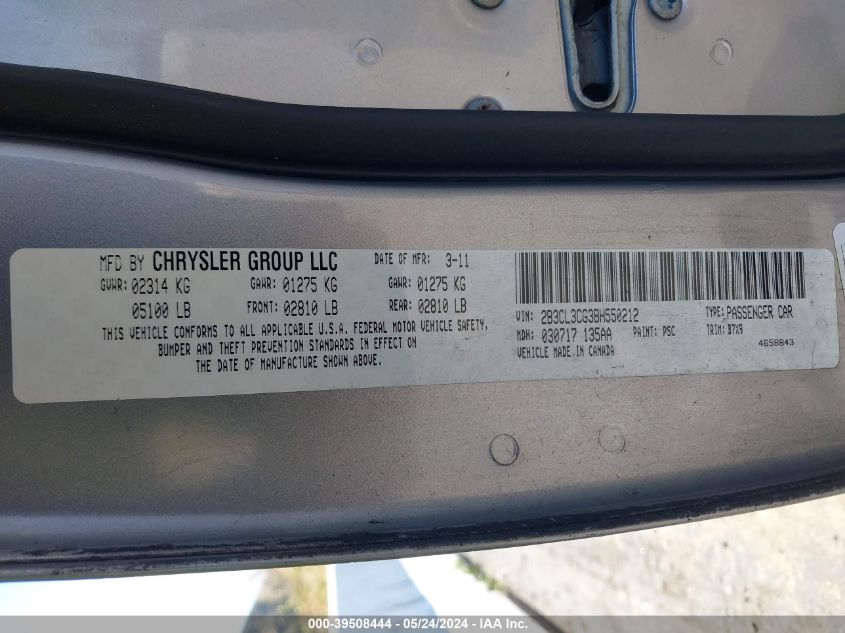 MFD BY CHRYSLER GROUP LLC DATE OF MFR: 3-11
GVWR: 02314 KG GAWR: 01275 KG GAWR: 01275 KG
05100 LB FRONT: 02810 LB REAR: 02810 LB
THIS VEHICLE CONFORMS TO ALL APPLICABLE U.S.A. FEDERAL MOTOR VEHICLE SAFETY,
BUMPER AND THEFT PREVENTION STANDARDS IN EFFECT ON
THE DATE OF MANUFACTURE SHOWN ABOVE.
VIN: 2B3CL3CG3BH550212 TYPE: PASSENGER CAR
MDH: 030717 135AA PAINT: PSC TRIM: B7X9
VEHICLE MADE IN CANADA 4658843
000-39508444 - 05/24/2024 - IAA Inc.